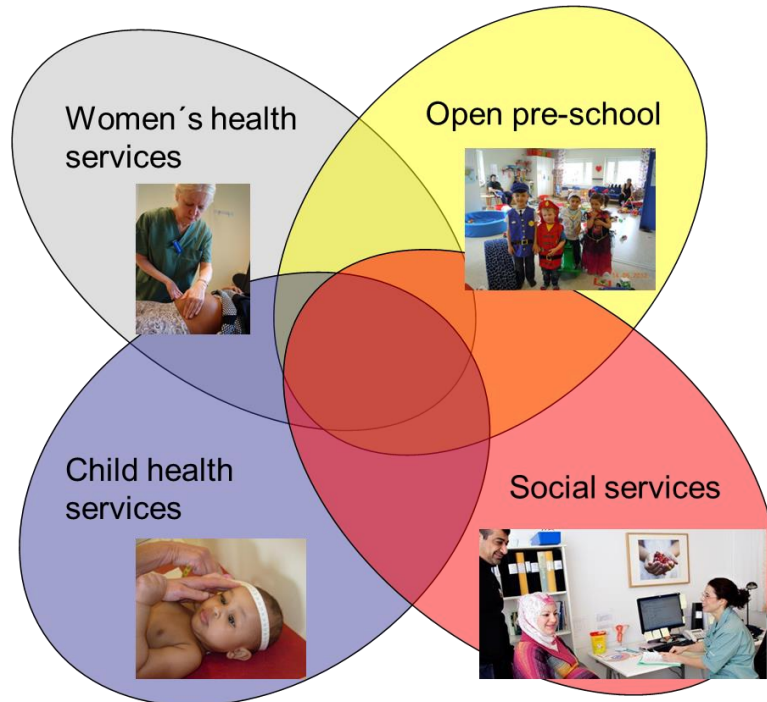 Women´s health
services
Open pre-school
Child health
services
Social services